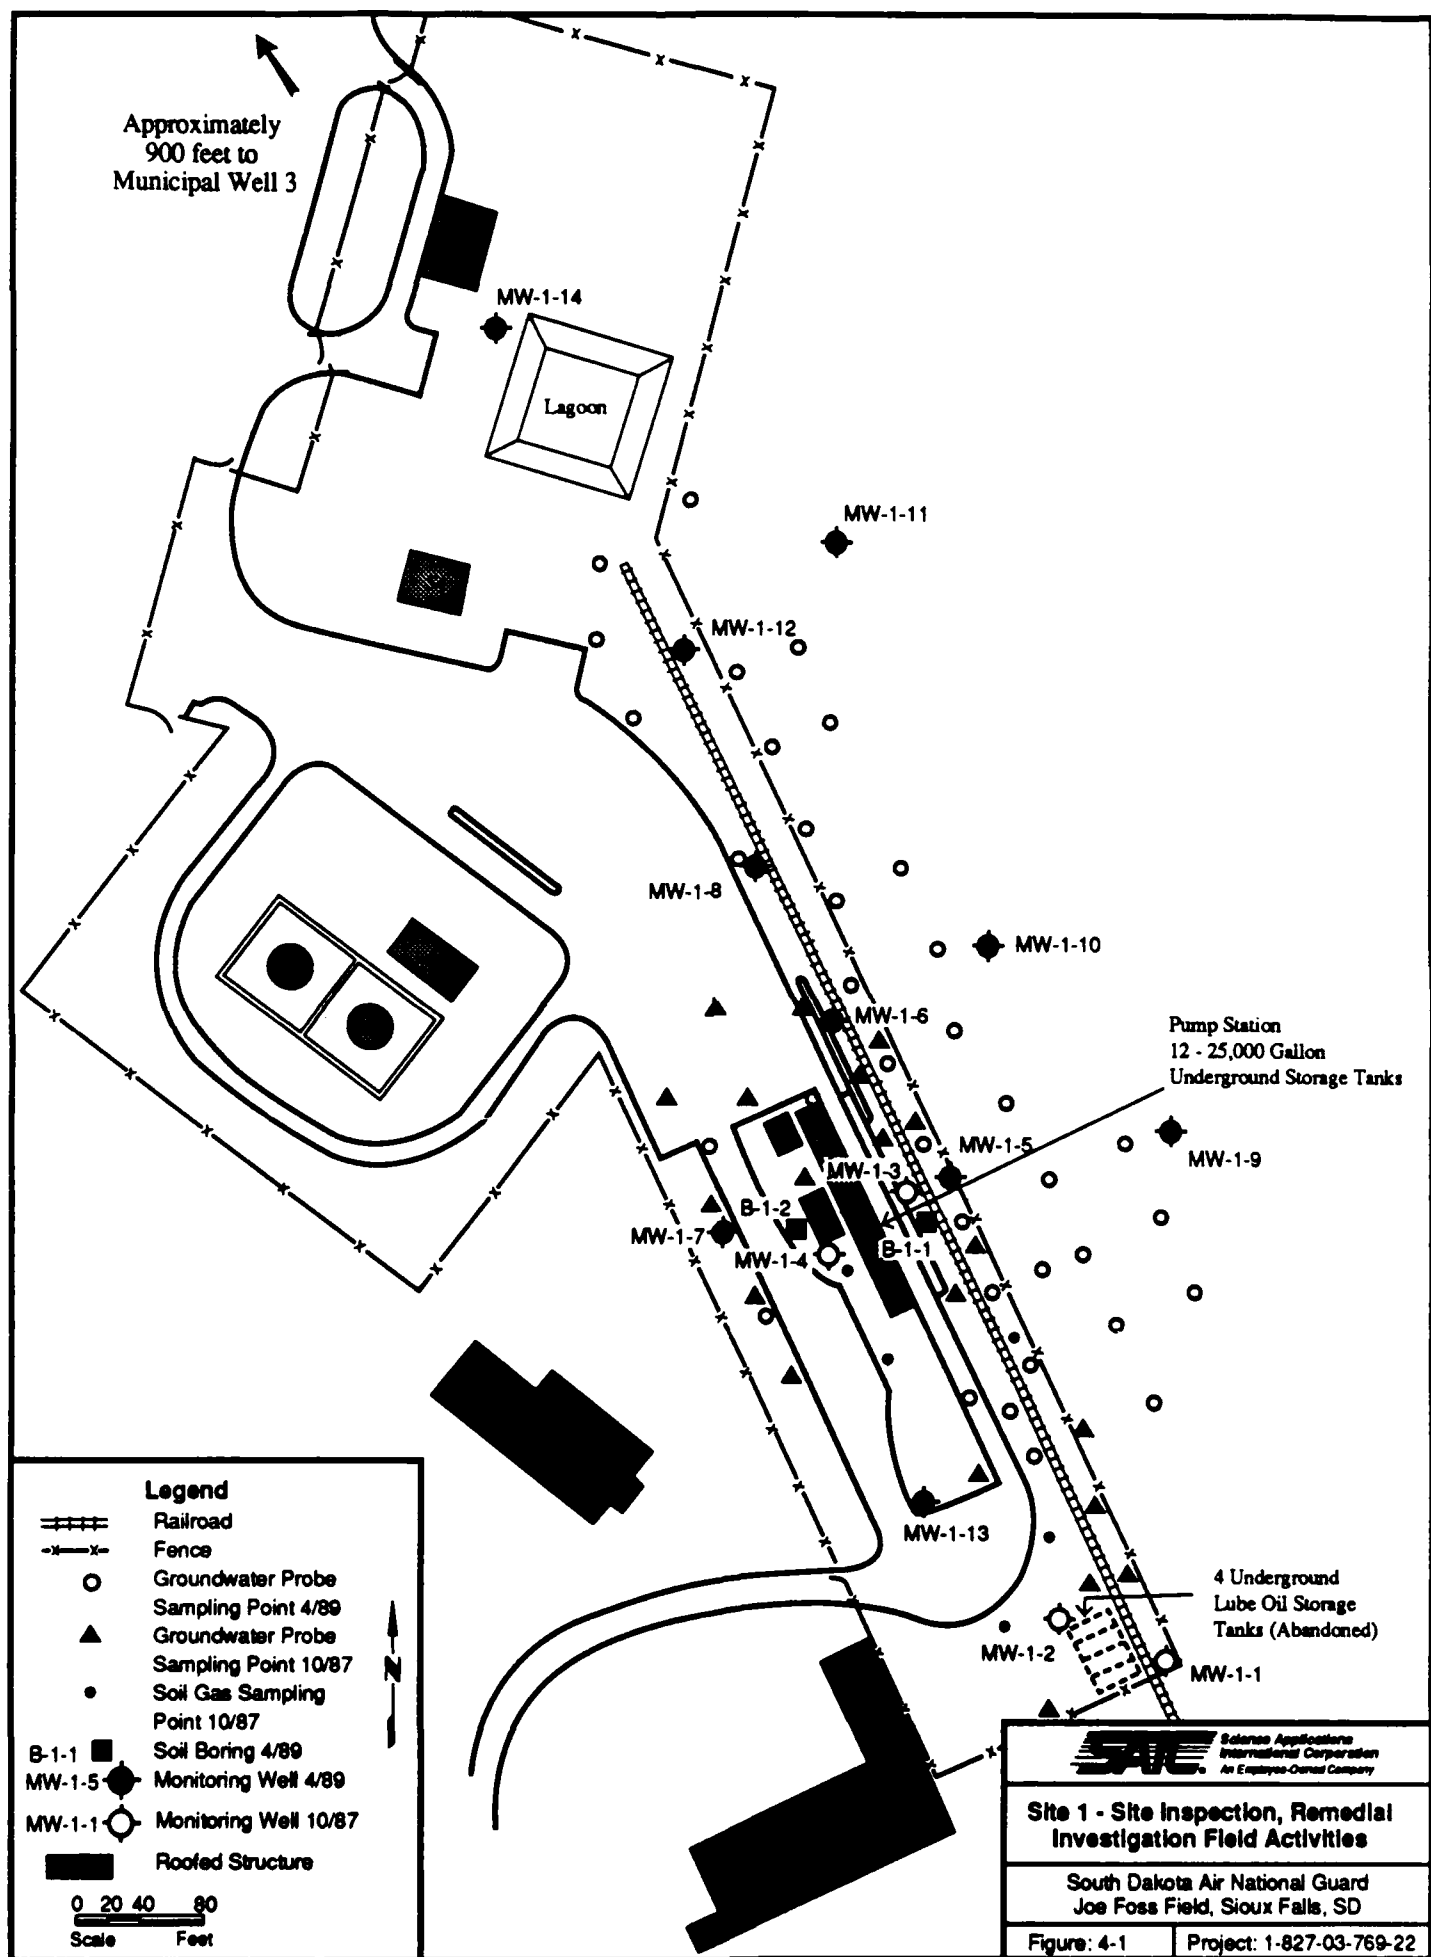 Approximately
900 feet to
Municipal Well 3
MW-1-14
Lagoon
MW-1-11
MW-1-12
MW-1-8
MW-1-10
MW-1-6
Pump Station
12 - 25,000 Gallon
Underground Storage Tanks
MW-1-5
MW-1-9
MW-1-3
B-1-2
MW-1-7
MW-1-4
B-1-1
MW-1-13
4 Underground
Lube Oil Storage
Tanks (Abandoned)
MW-1-2
MW-1-1
Legend
Railroad
Fence
Groundwater Probe
Sampling Point 4/89
Groundwater Probe
Sampling Point 10/87
Soil Gas Sampling
Point 10/87
B-1-1 Soil Boring 4/89
MW-1-5 Monitoring Well 4/89
MW-1-1 Monitoring Well 10/87
Roofed Structure
N
0 20 40 80
Scale Feet
SAIC
Science Applications
International Corporation
An Employee-Owned Company
Site 1 - Site Inspection, Remedial
Investigation Field Activities
South Dakota Air National Guard
Joe Foss Field, Sioux Falls, SD
Figure: 4-1 Project: 1-827-03-769-22